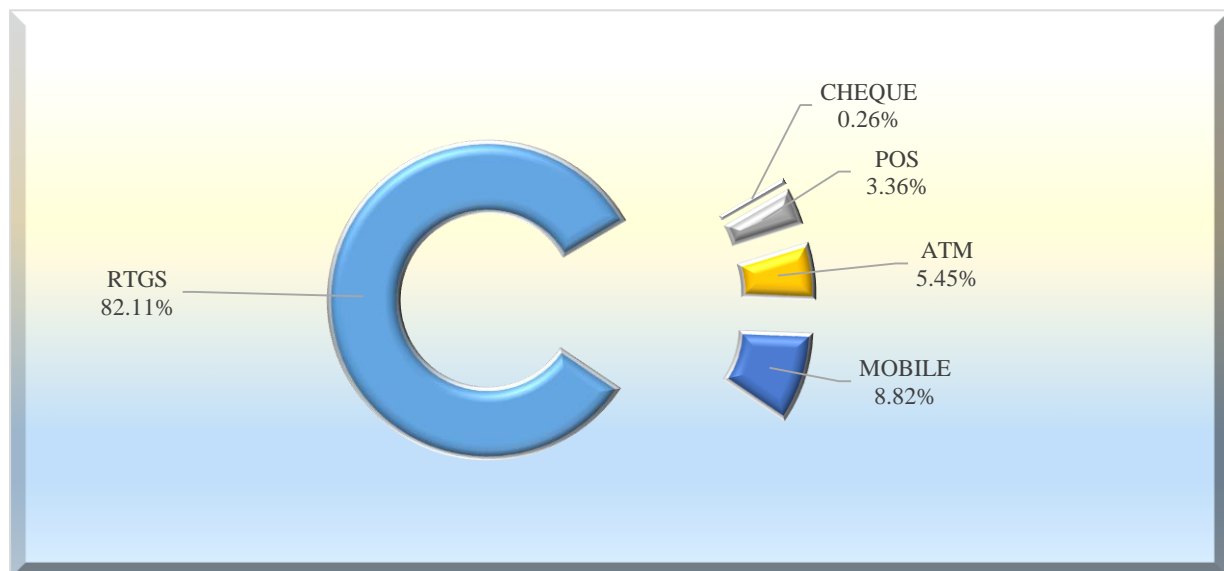 CHEQUE
0.26%
POS
3.36%
ATM
5.45%
RTGS
82.11%
MOBILE
8.82%